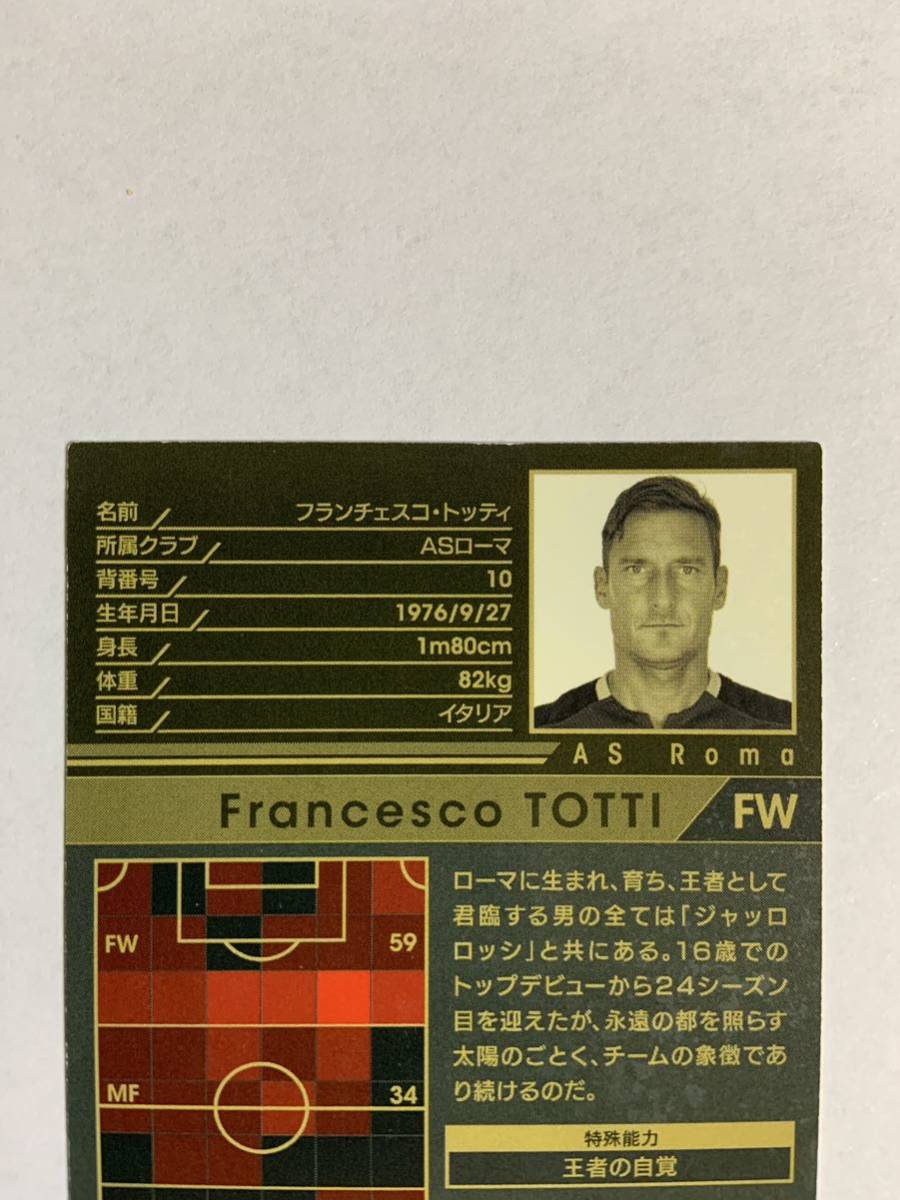 名前 フランチェスコ・トッティ
所属クラブ ASローマ
背番号 10
生年月日 1976/9/27
身長 1m80cm
体重 82kg
国籍 イタリア
AS Roma
Francesco TOTTI FW
FW 59
MF 34
ローマに生まれ、育ち、王者として
君臨する男の全ては「ジャッロ
ロッシ」と共にある。16歳での
トップデビューから24シーズン
目を迎えたが、永遠の都を照らす
太陽のごとく、チームの象徴であ
り続けるのだ。
特殊能力
王者の自覚